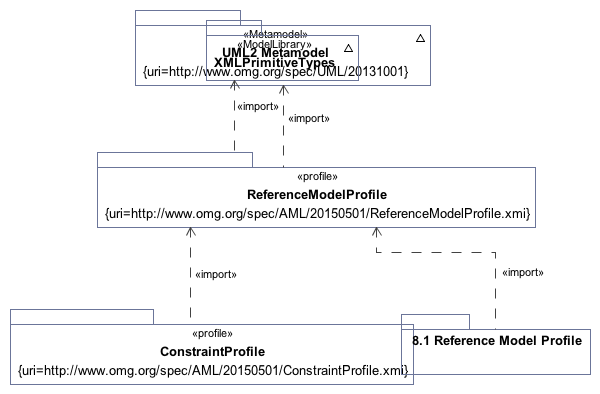 «Metamodel»
«ModelLibrary»
UML2 Metamodel
XMLPrimitiveTypes
{uri=http://www.omg.org/spec/UML/20131001}
«import»
«import»
«profile»
ReferenceModelProfile
{uri=http://www.omg.org/spec/AML/20150501/ReferenceModelProfile.xmi}
«import»
«import»
«profile»
ConstraintProfile
{uri=http://www.omg.org/spec/AML/20150501/ConstraintProfile.xmi}
8.1 Reference Model Profile